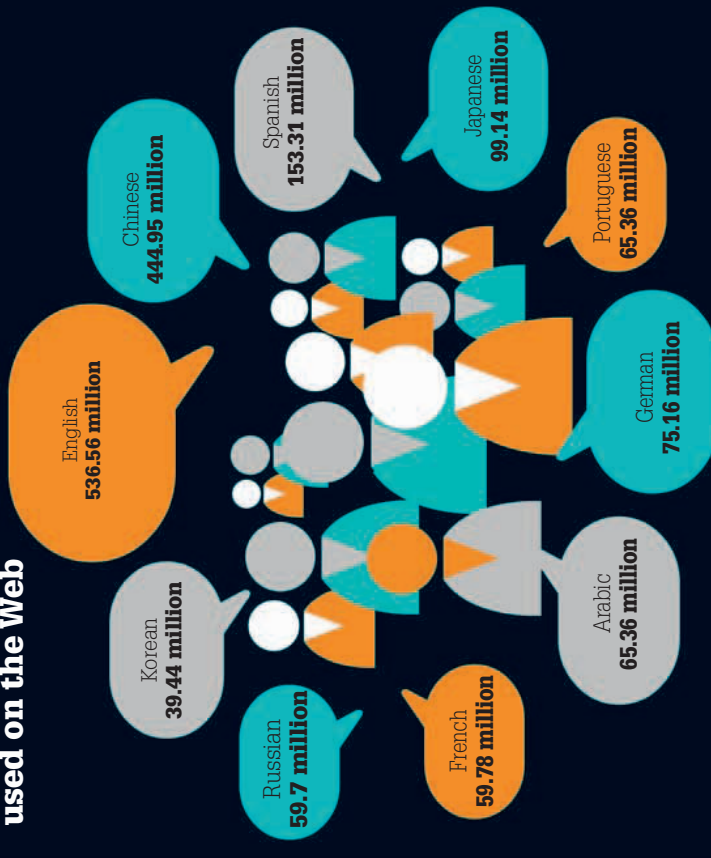 used on the Web
English
536.56 million
Chinese
444.95 million
Spanish
153.31 million
Japanese
99.14 million
Portuguese
65.36 million
German
75.16 million
Arabic
65.36 million
French
59.78 million
Russian
59.7 million
Korean
39.44 million